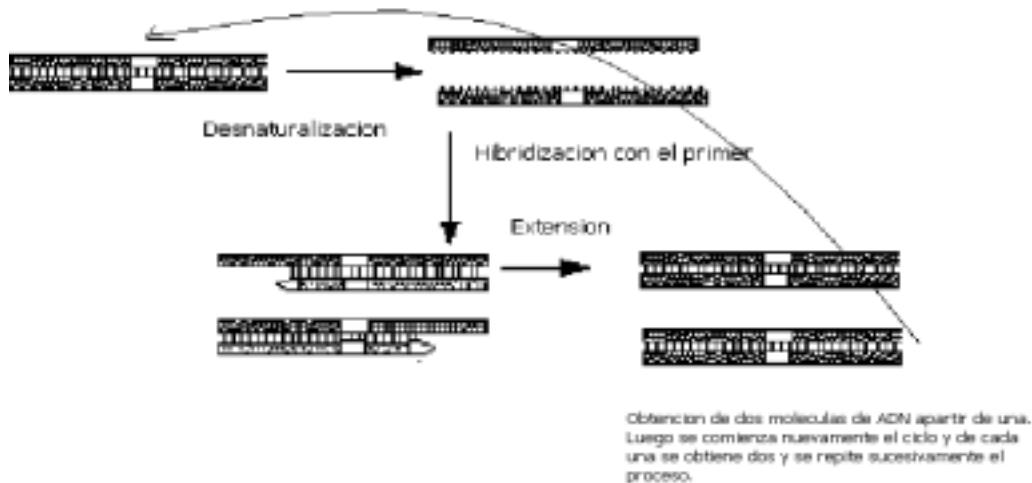 Desnaturalizacion
Hibridizacion con el primer
Extension
Obtencion de dos moleculas de ADN apartir de una.
Luego se comienza nuevamente el ciclo y de cada
una se obtiene dos y se repite sucesivamente el
proceso.